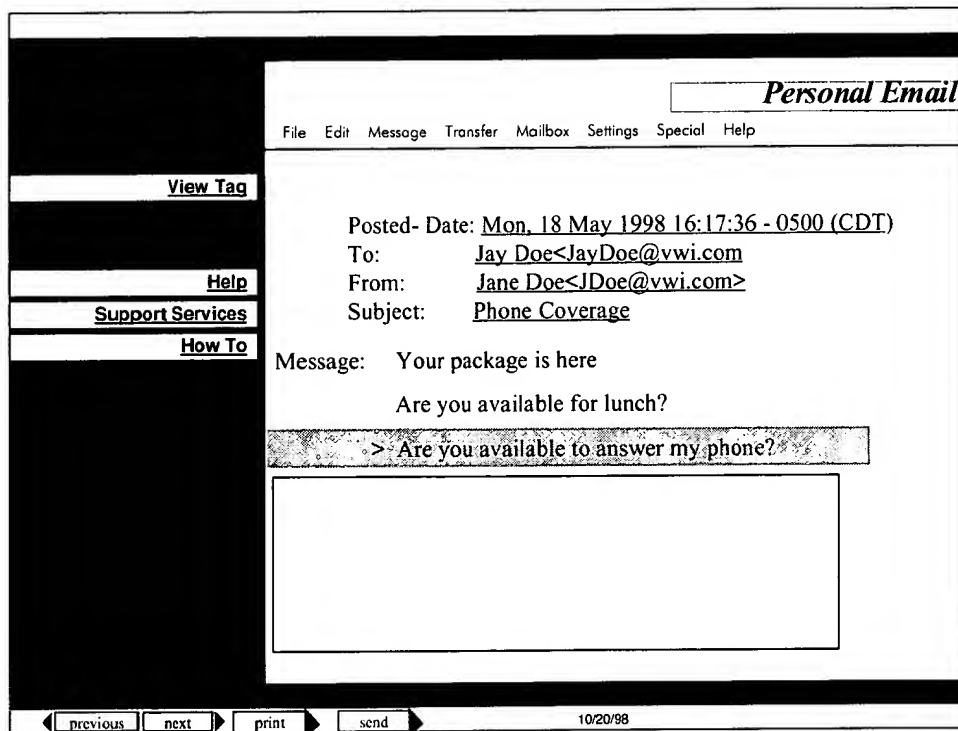 Personal Email
File Edit Message Transfer Mailbox Settings Special Help
View Tag
Posted- Date: Mon, 18 May 1998 16:17:36 - 0500 (CDT)
To: Jay Doe<JayDoe@vwi.com
Help
From: Jane Doe<JDoe@vwi.com>
Support Services
Subject: Phone Coverage
How To
Message: Your package is here
Are you available for lunch?
> Are you available to answer my phone?
previous next print send 10/20/98